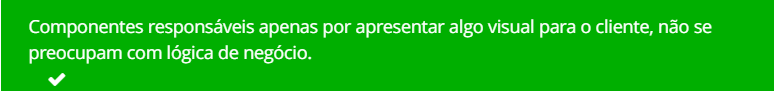 Componentes responsáveis apenas por apresentar algo visual para o cliente, não se
preocupam com lógica de negócio.